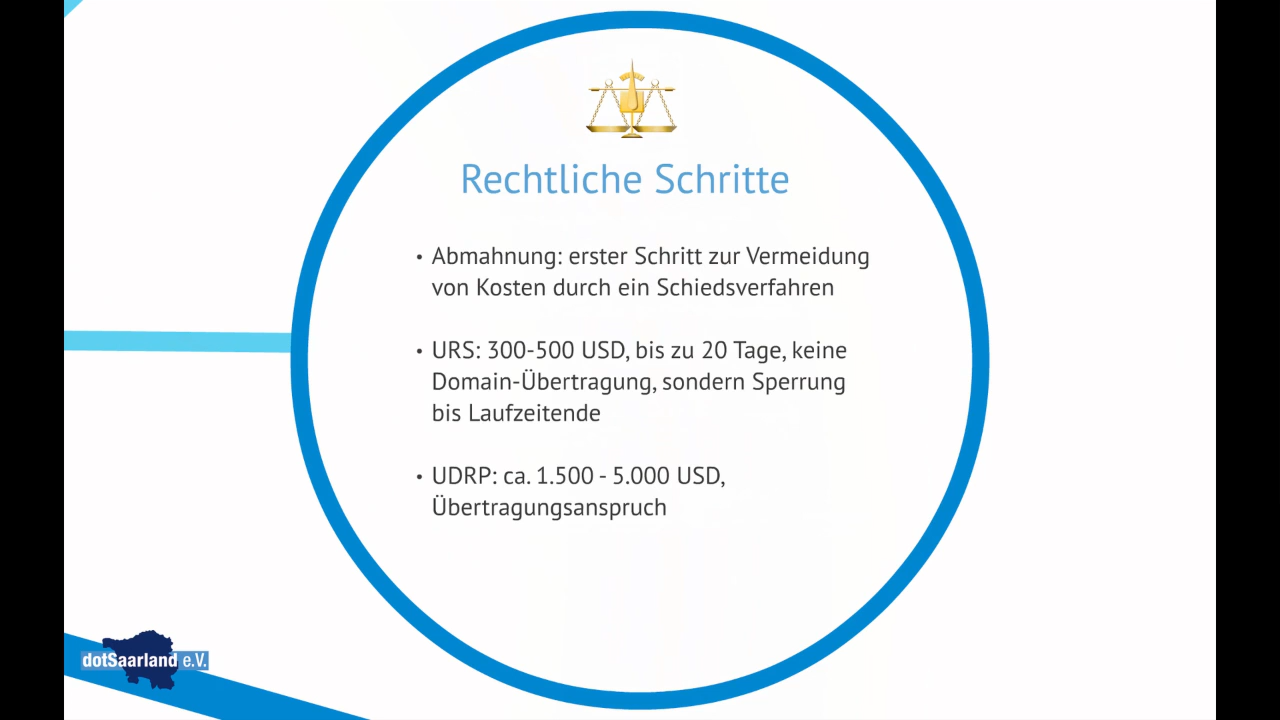 Rechtliche Schritte
• Abmahnung: erster Schritt zur Vermeidung
von Kosten durch ein Schiedsverfahren
• URS: 300-500 USD, bis zu 20 Tage, keine
Domain-Übertragung, sondern Sperrung
bis Laufzeitende
• UDRP: ca. 1.500 - 5.000 USD,
Übertragungsanspruch
dotSaarland e.V.